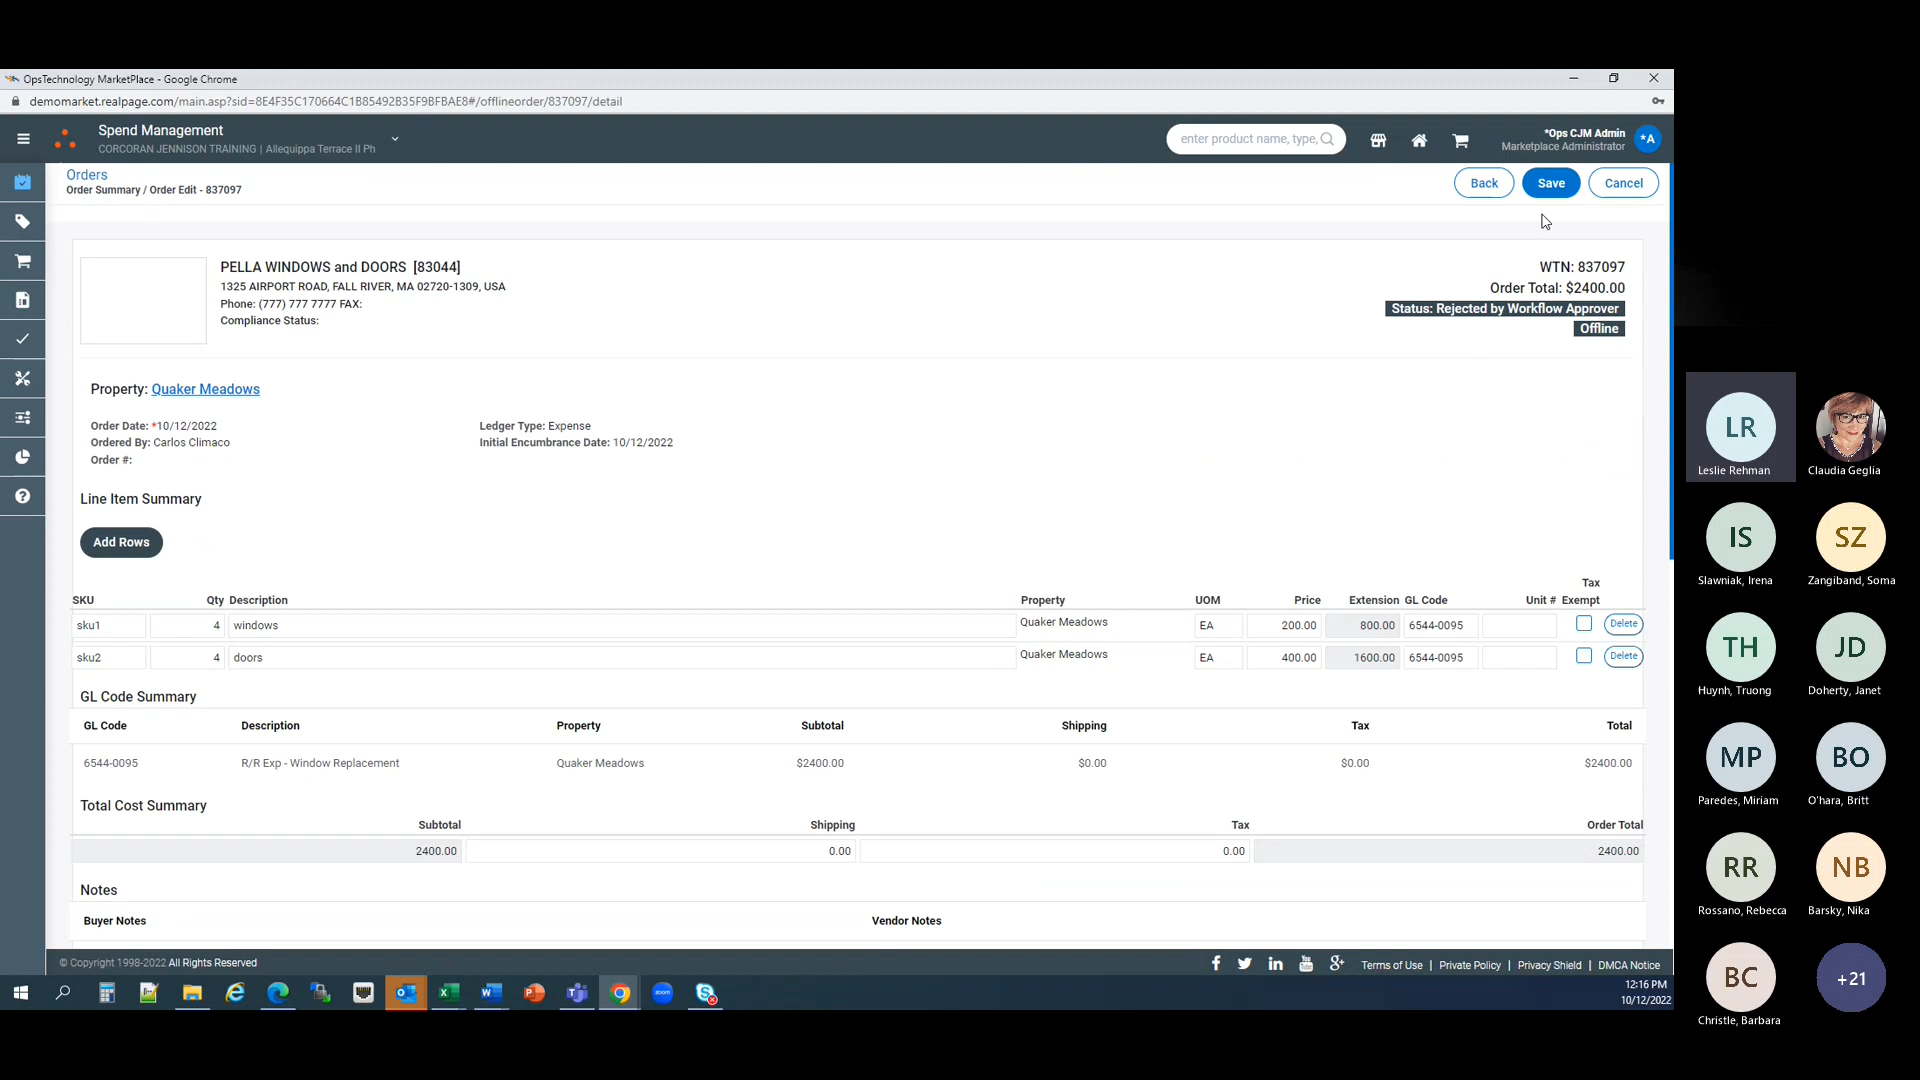 OpsTechnology MarketPlace - Google Chrome
demomarket.realpage.com/main.asp?sid=8E4F35C170664C1B85492B35F9BFBAE8#/offlineorder/837097/detail
Spend Management
CORCORAN JENNISON TRAINING | Allequippa Terrace II Ph
enter product name, type,
*Ops CJM Admin
Marketplace Administrator
*A
Orders
Order Summary / Order Edit - 837097
Back Save Cancel
PELLA WINDOWS and DOORS [83044]
1325 AIRPORT ROAD, FALL RIVER, MA 02720-1309, USA
Phone: (777) 777 7777 FAX:
Compliance Status:
WTN: 837097
Order Total: $2400.00
Status: Rejected by Workflow Approver
Offline
Property: Quaker Meadows
Order Date: *10/12/2022
Ordered By: Carlos Climaco
Order #:
Ledger Type: Expense
Initial Encumbrance Date: 10/12/2022
Line Item Summary
Add Rows
SKU Qty Description Property UOM Price Extension GL Code Unit # Tax Exempt
sku1 4 windows Quaker Meadows EA 200.00 800.00 6544-0095 Delete
sku2 4 doors Quaker Meadows EA 400.00 1600.00 6544-0095 Delete
GL Code Summary
GL Code Description Property Subtotal Shipping Tax Total
6544-0095 R/R Exp - Window Replacement Quaker Meadows $2400.00 $0.00 $0.00 $2400.00
Total Cost Summary
Subtotal Shipping Tax Order Total
2400.00 0.00 0.00 2400.00
Notes
Buyer Notes Vendor Notes
© Copyright 1998-2022 All Rights Reserved
Terms of Use | Private Policy | Privacy Shield | DMCA Notice
12:16 PM
10/12/2022
LR
Leslie Rehman
Claudia Geglia
IS
Slawniak, Irena
SZ
Zangiband, Soma
TH
Huynh, Truong
JD
Doherty, Janet
MP
Paredes, Miriam
BO
O'hara, Britt
RR
Rossano, Rebecca
NB
Barsky, Nika
BC
Christle, Barbara
+21